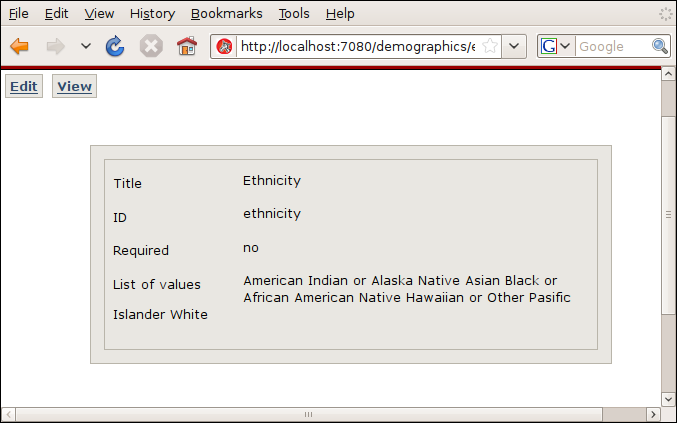 File Edit View History Bookmarks Tools Help
http://localhost:7080/demographics/e
G Google
Edit View
Title Ethnicity
ID ethnicity
Required no
List of values American Indian or Alaska Native Asian Black or
African American Native Hawaiian or Other Pasific
Islander White